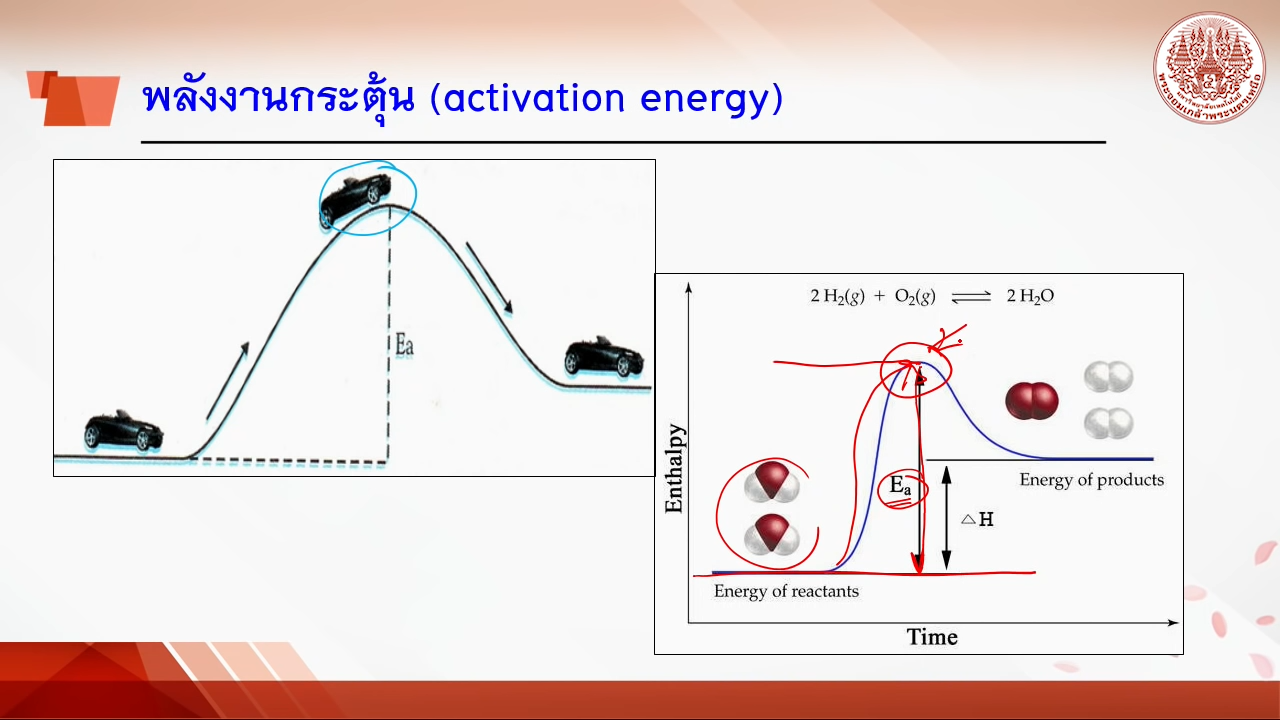 พลังงานกระตุ้น (activation energy)
Ea
2 H₂(g) + O₂(g) ⇌ 2 H₂O
Enthalpy
Eₐ
Energy of products
△H
Energy of reactants
Time